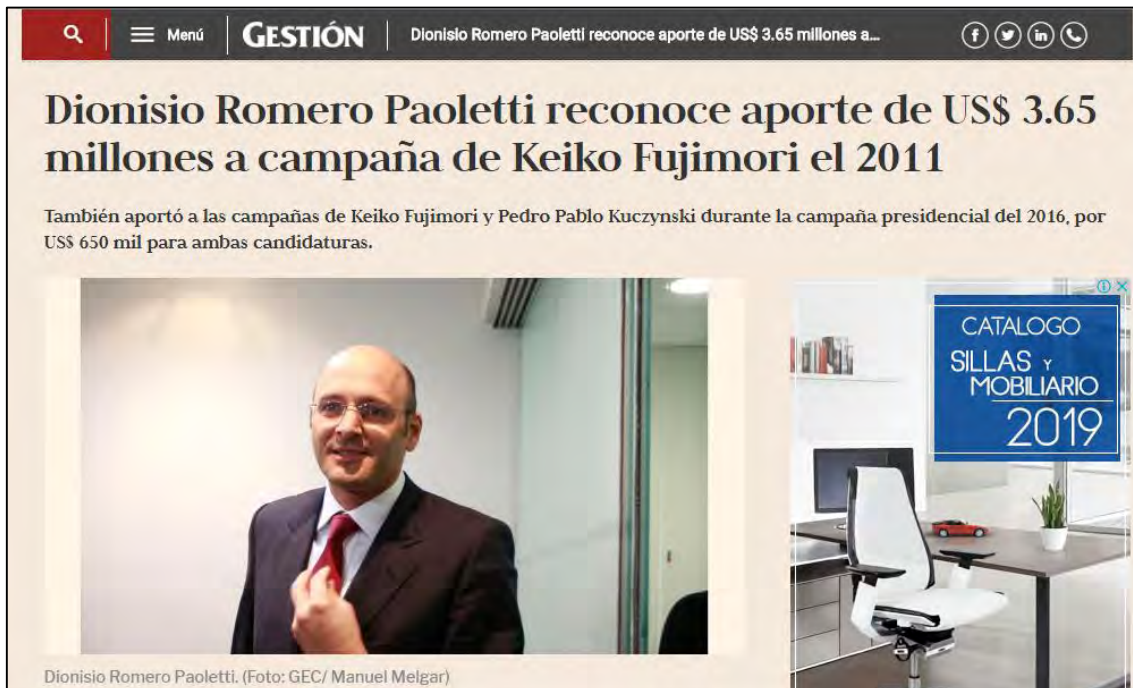 Menú
GESTIÓN
Dionisio Romero Paoletti reconoce aporte de US$ 3.65 millones a...
Dionisio Romero Paoletti reconoce aporte de US$ 3.65
millones a campaña de Keiko Fujimori el 2011
También aportó a las campañas de Keiko Fujimori y Pedro Pablo Kuczynski durante la campaña presidencial del 2016, por
US$ 650 mil para ambas candidaturas.
CATALOGO
SILLAS Y
MOBILIARIO
2019
Dionisio Romero Paoletti. (Foto: GEC/ Manuel Melgar)